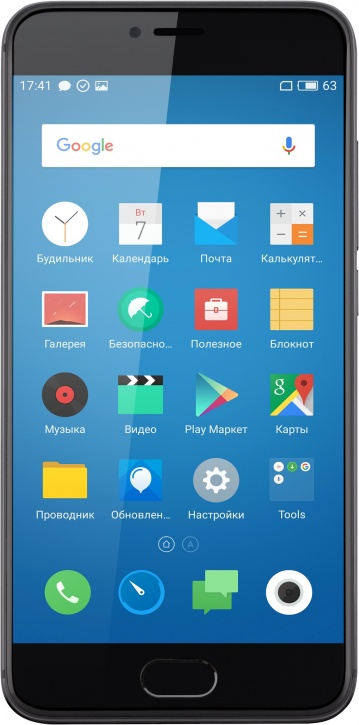 17:41 63
Google
Вт
7
Будильник Календарь Почта Калькулят...
Галерея Безопасно... Полезное Блокнот
g
Музыка Видео Play Маркет Карты
G
Проводник Обновлен... Настройки Tools
A